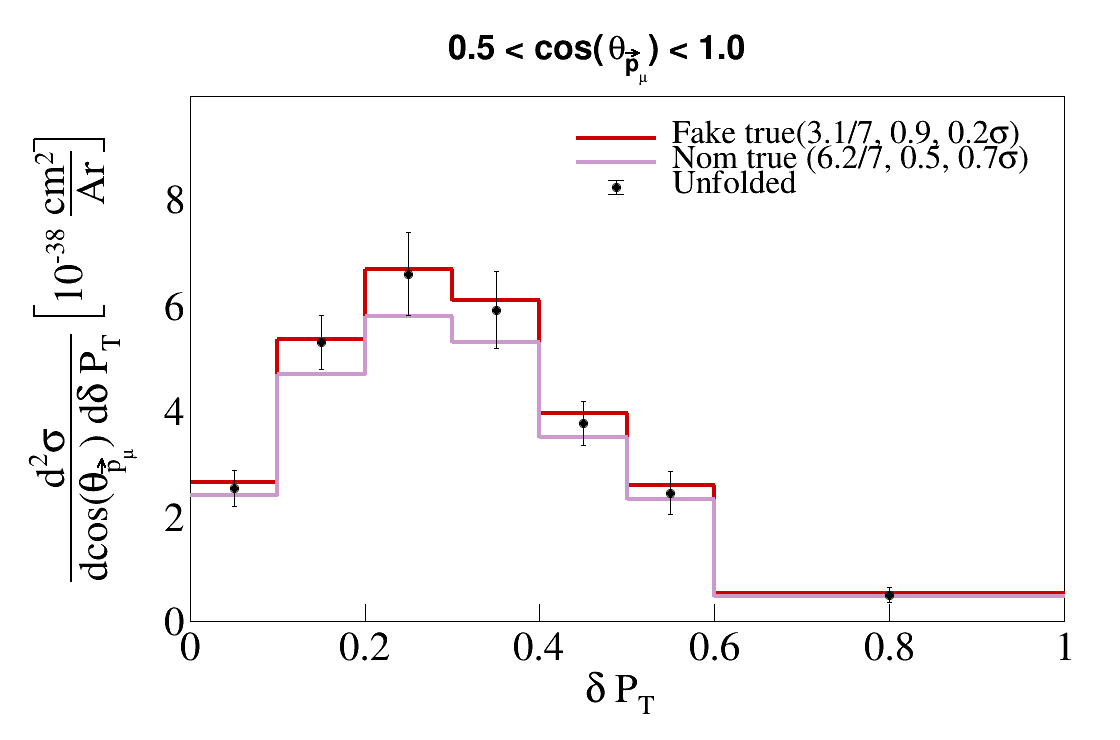 0.5 < cos(θ_{p⃗_μ}) < 1.0
Fake true(3.1/7, 0.9, 0.2σ)
Nom true (6.2/7, 0.5, 0.7σ)
Unfolded
d²σ / dcos(θ_{p⃗_μ}) dδ P_T [10⁻³⁸ cm²/Ar]
8
6
4
2
0
0 0.2 0.4 0.6 0.8 1
δ P_T